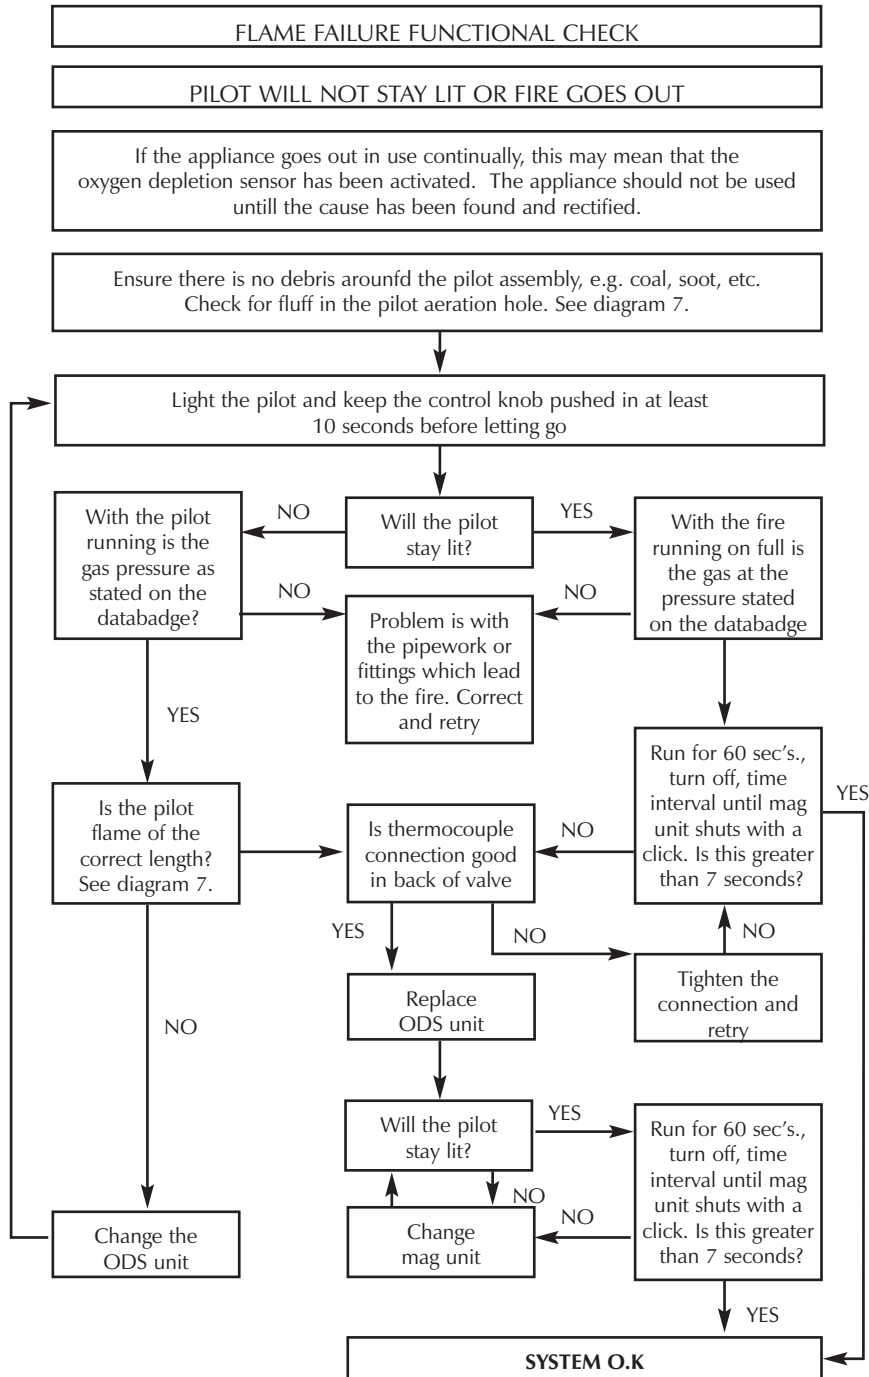 FLAME FAILURE FUNCTIONAL CHECK
PILOT WILL NOT STAY LIT OR FIRE GOES OUT
If the appliance goes out in use continually, this may mean that the
oxygen depletion sensor has been activated. The appliance should not be used
untill the cause has been found and rectified.
Ensure there is no debris arounfd the pilot assembly, e.g. coal, soot, etc.
Check for fluff in the pilot aeration hole. See diagram 7.
Light the pilot and keep the control knob pushed in at least
10 seconds before letting go
With the pilot
running is the
gas pressure as
stated on the
databadge?
NO
Will the pilot
stay lit?
YES
With the fire
running on full is
the gas at the
pressure stated
on the databadge
NO
Problem is with
the pipework or
fittings which lead
to the fire. Correct
and retry
NO
YES
Is the pilot
flame of the
correct length?
See diagram 7.
Is thermocouple
connection good
in back of valve
NO
Run for 60 sec's.,
turn off, time
interval until mag
unit shuts with a
click. Is this greater
than 7 seconds?
YES
YES
NO
NO
Tighten the
connection and
retry
Replace
ODS unit
NO
Will the pilot
stay lit?
YES
Run for 60 sec's.,
turn off, time
interval until mag
unit shuts with a
click. Is this greater
than 7 seconds?
NO
Change the
ODS unit
Change
mag unit
NO
YES
SYSTEM O.K